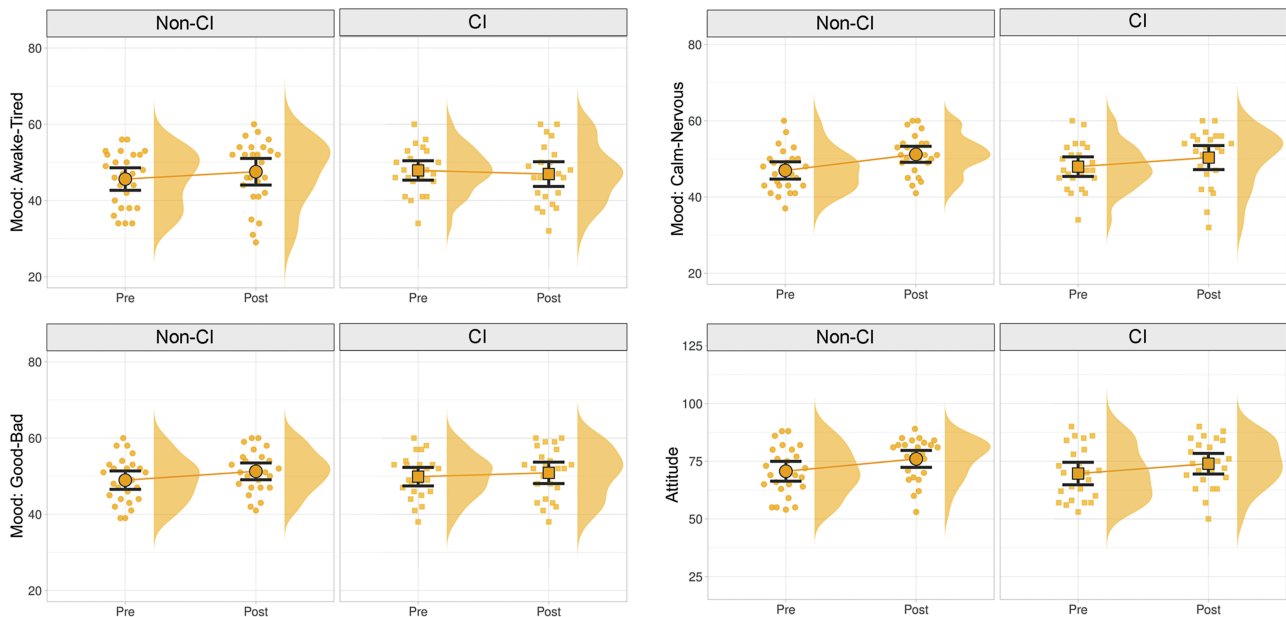 Non-CI CI
Mood: Awake-Tired
80
60
40
20
Pre Post Pre Post
Non-CI CI
Mood: Calm-Nervous
80
60
40
20
Pre Post Pre Post
Non-CI CI
Mood: Good-Bad
80
60
40
20
Pre Post Pre Post
Non-CI CI
Attitude
125
100
75
50
25
Pre Post Pre Post